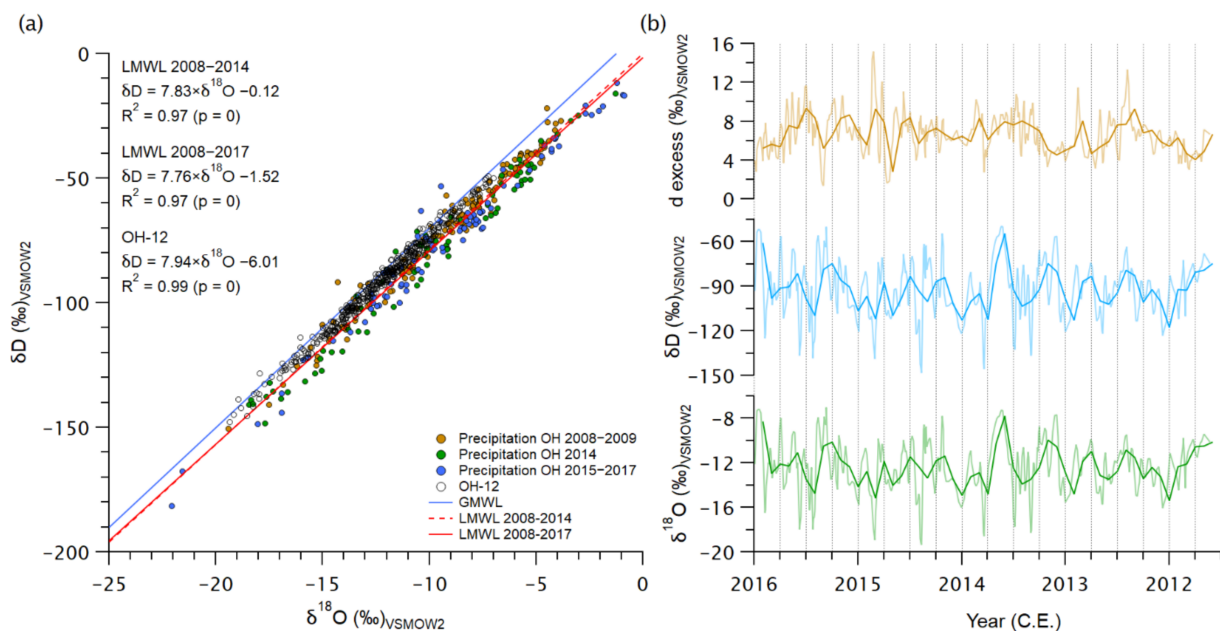 (a)
LMWL 2008−2014
δD = 7.83×δ¹⁸O −0.12
R² = 0.97 (p = 0)
LMWL 2008−2017
δD = 7.76×δ¹⁸O −1.52
R² = 0.97 (p = 0)
OH-12
δD = 7.94×δ¹⁸O −6.01
R² = 0.99 (p = 0)
Precipitation OH 2008−2009
Precipitation OH 2014
Precipitation OH 2015−2017
OH-12
GMWL
LMWL 2008-2014
LMWL 2008-2017
δD (‰)VSMOW2
0
−50
−100
−150
−200
−25 −20 −15 −10 −5 0
δ¹⁸O (‰)VSMOW2
(b)
d excess (‰)VSMOW2
16
12
8
4
0
δD (‰)VSMOW2
−60
−90
−120
−150
δ¹⁸O (‰)VSMOW2
−8
−12
−16
−20
2016 2015 2014 2013 2012
Year (C.E.)